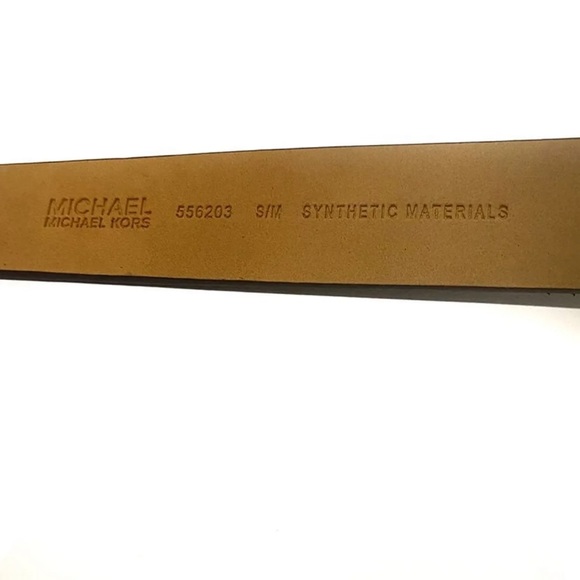 MICHAEL
MICHAEL KORS
556203 S/M SYNTHETIC MATERIALS